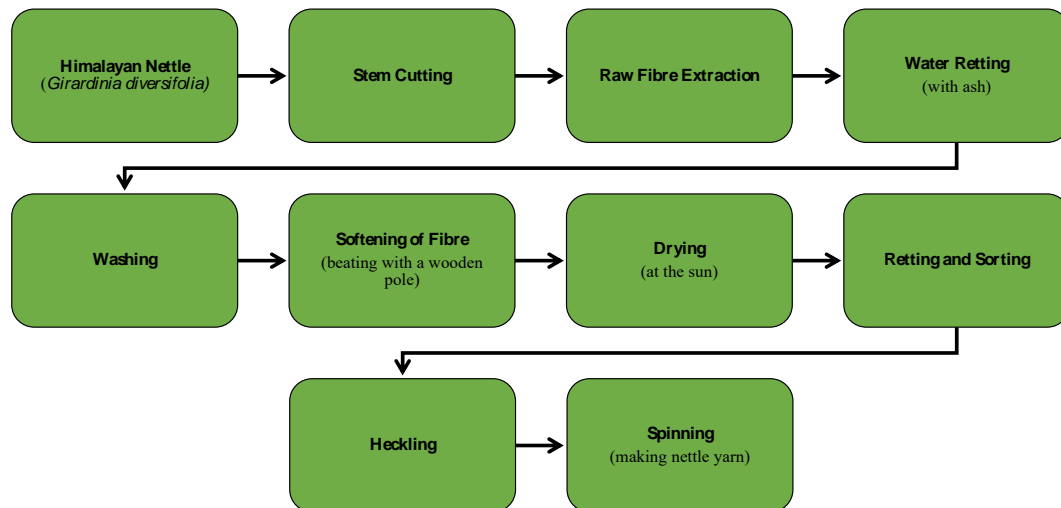 Himalayan Nettle
(Girardinia diversifolia)
Stem Cutting
Raw Fibre Extraction
Water Retting
(with ash)
Washing
Softening of Fibre
(beating with a wooden
pole)
Drying
(at the sun)
Retting and Sorting
Heckling
Spinning
(making nettle yarn)